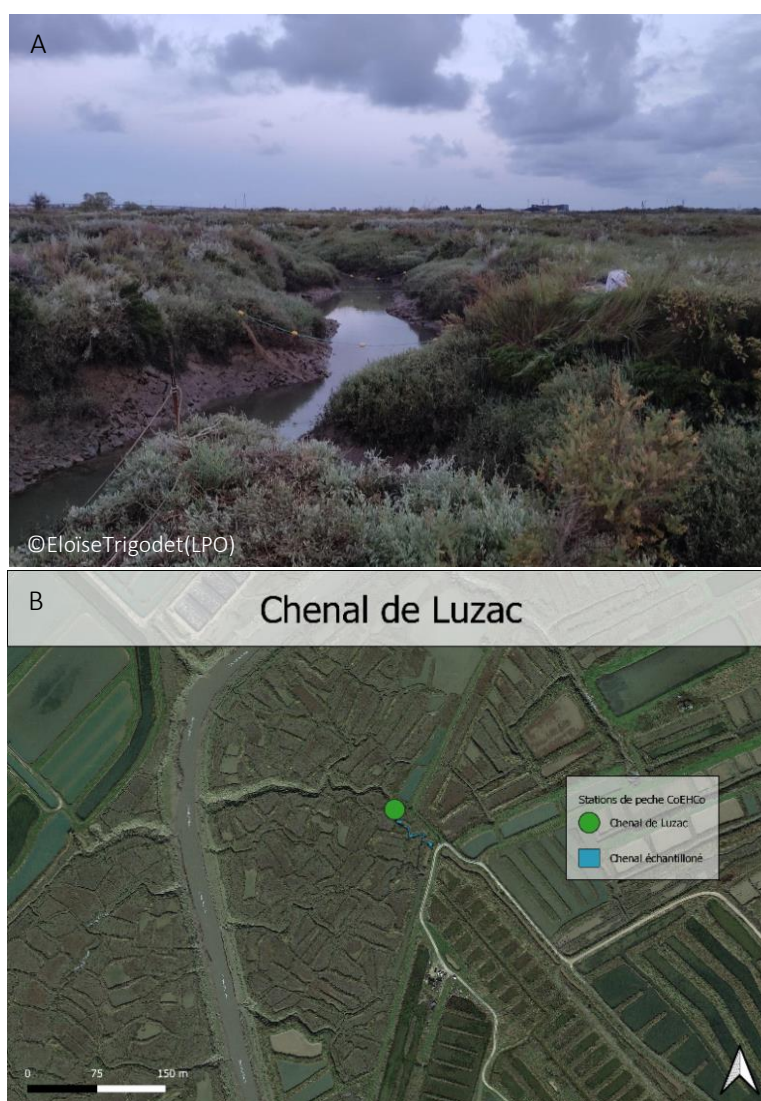 A
©EloïseTrigodet(LPO)
B
Chenal de Luzac
Stations de peche CoEHCo
Chenal de Luzac
Chenal échantilloné
0 75 150 m